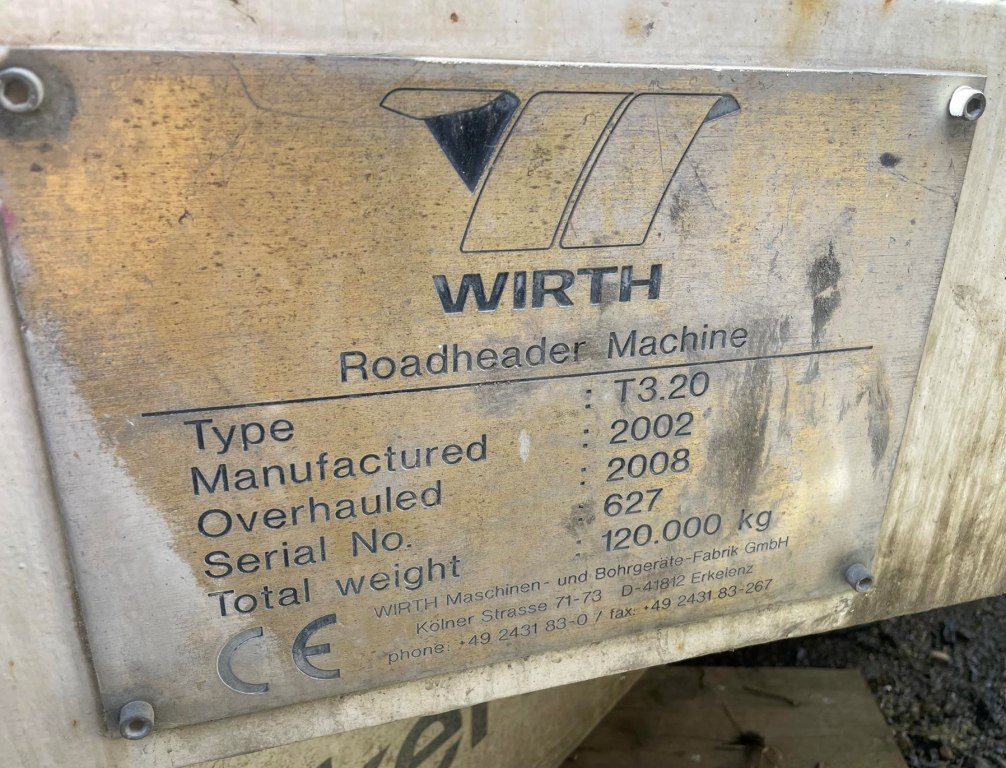 WIRTH
Roadheader Machine
Type : T3.20
Manufactured : 2002
Overhauled : 2008
Serial No. : 627
Total weight : 120.000 kg
WIRTH Maschinen- und Bohrgeräte-Fabrik GmbH
Kölner Strasse 71-73 D-41812 Erkelenz
phone: +49 2431 83-0 / fax: +49 2431.83-267
CE